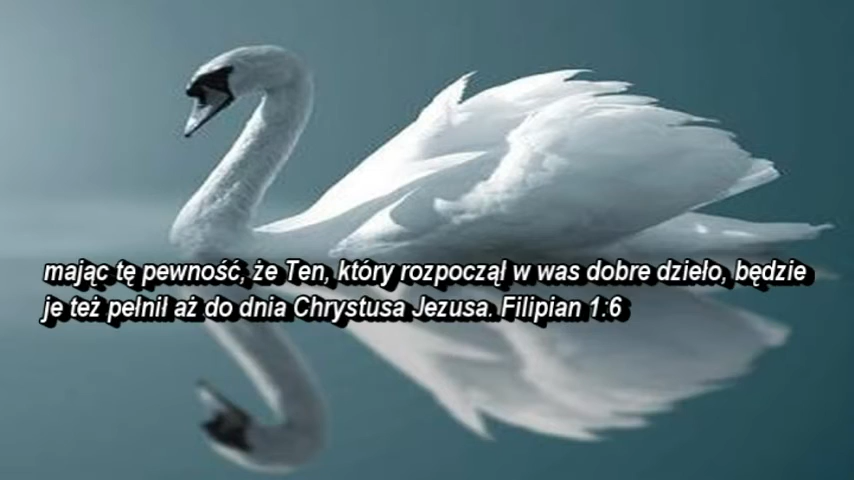 mając tę pewność, że Ten, który rozpoczął w was dobre dzieło, będzie
je też pełnił aż do dnia Chrystusa Jezusa. Filipian 1:6